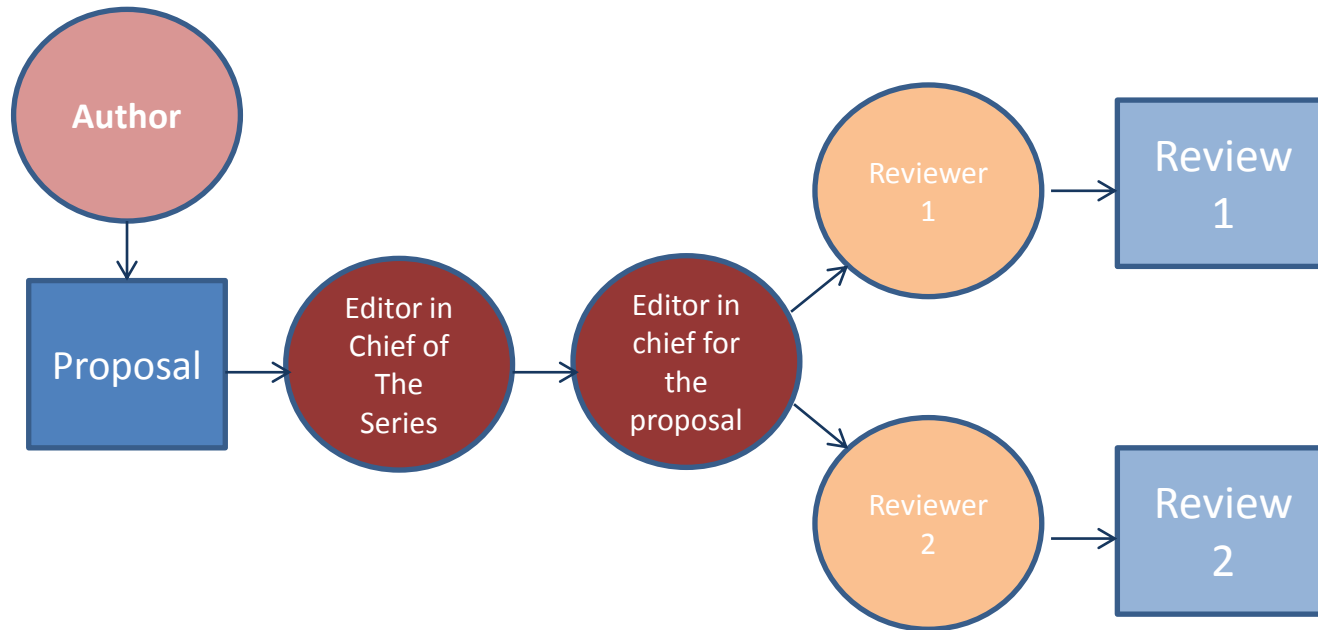 Author
Proposal
Editor in
Chief of
The
Series
Editor in
chief for
the
proposal
Reviewer
1
Review
1
Reviewer
2
Review
2